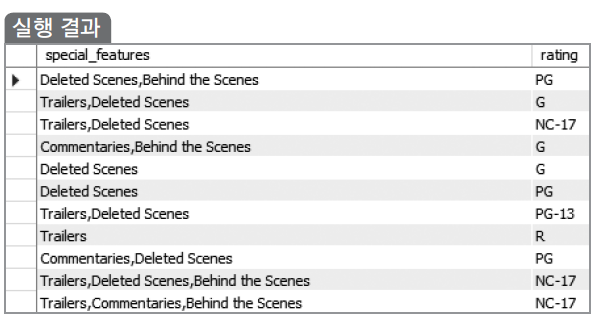 실행 결과
special_features rating
Deleted Scenes,Behind the Scenes PG
Trailers,Deleted Scenes G
Trailers,Deleted Scenes NC-17
Commentaries,Behind the Scenes G
Deleted Scenes G
Deleted Scenes PG
Trailers,Deleted Scenes PG-13
Trailers R
Commentaries,Deleted Scenes PG
Trailers,Deleted Scenes,Behind the Scenes NC-17
Trailers,Commentaries,Behind the Scenes NC-17